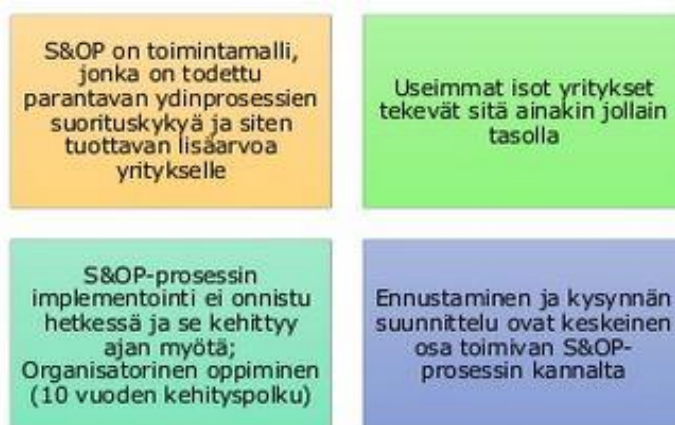 S&OP on toimintamalli,
jonka on todettu
parantavan ydinprosessien
suorituskykyä ja siten
tuottavan lisäarvoa
yritykselle
Useimmat isot yritykset
tekevät sitä ainakin jollain
tasolla
S&OP-prosessin
implementointi ei onnistu
hetkessä ja se kehittyy
ajan myötä;
Organisatorinen oppiminen
(10 vuoden kehityspolku)
Ennustaminen ja kysynnän
suunnittelu ovat keskeinen
osa toimivan S&OP-
prosessin kannalta